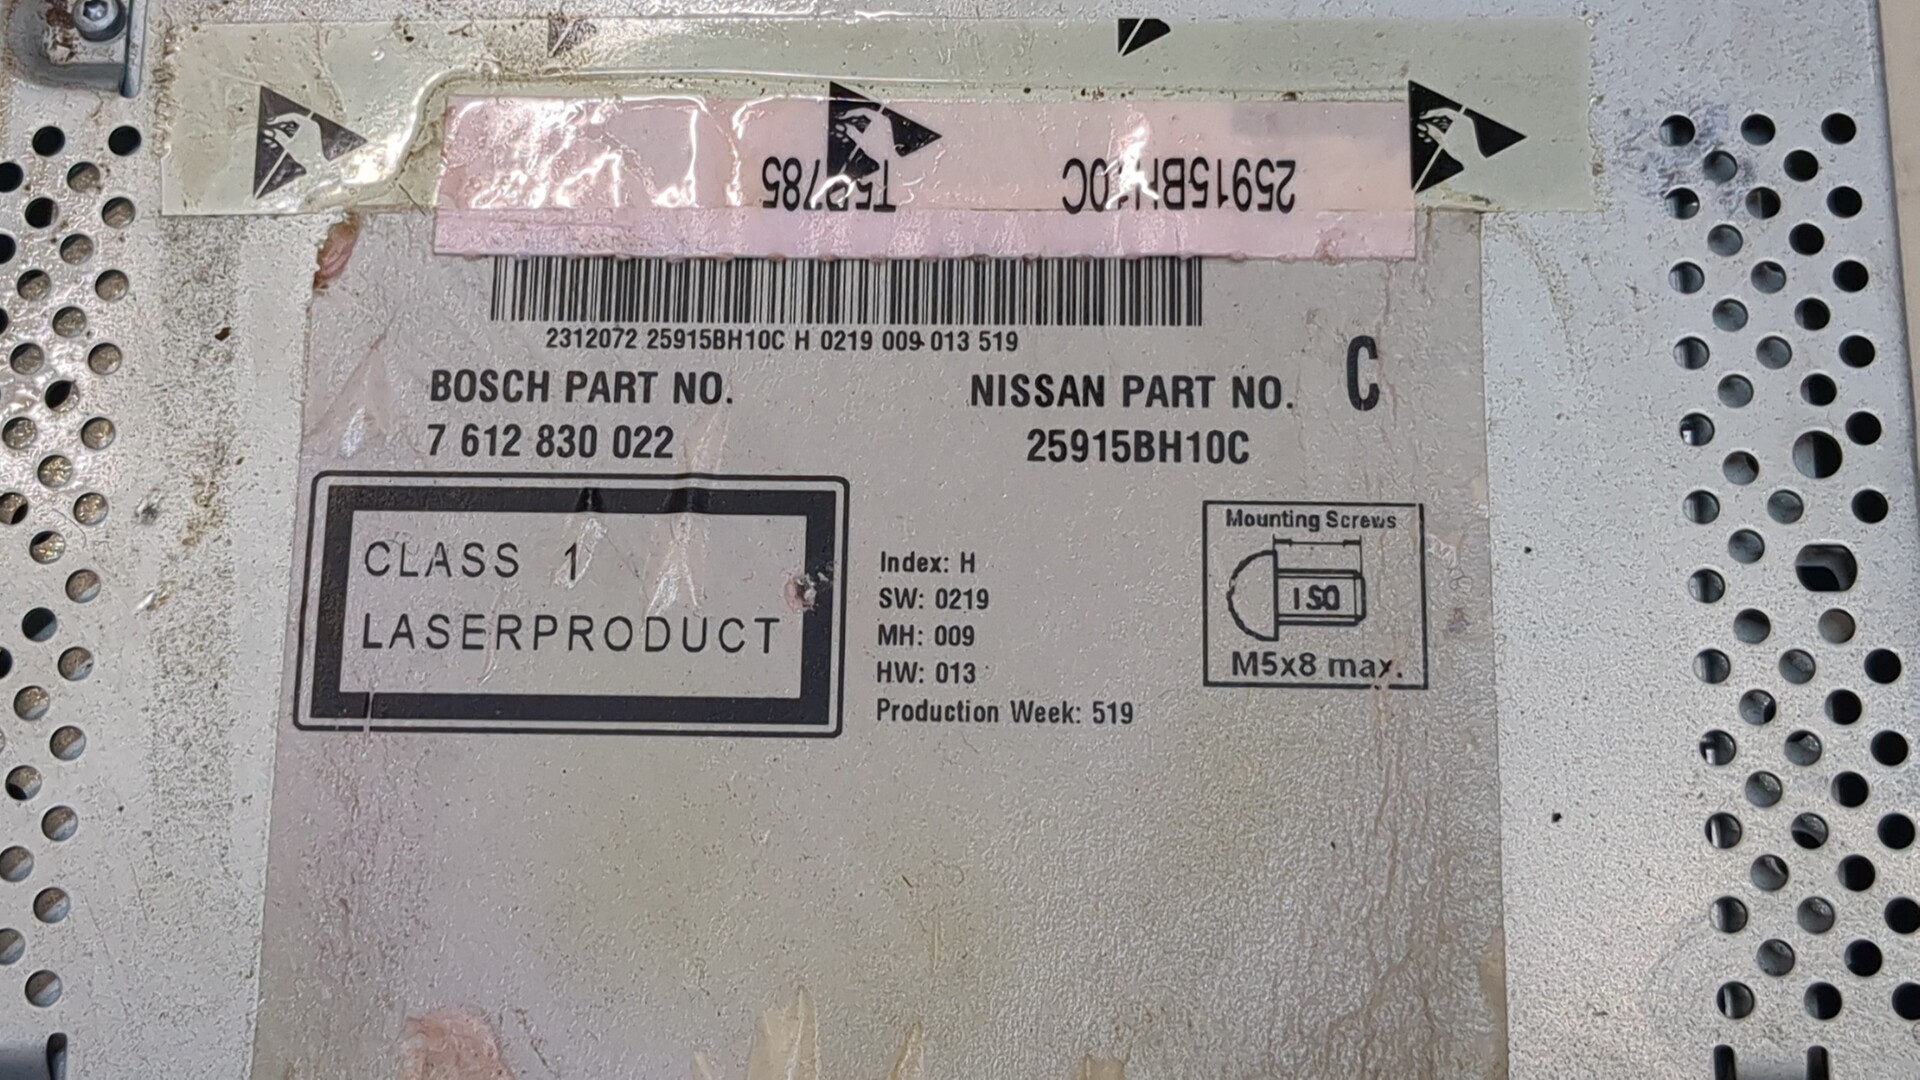 25915BH10C
2312072 25915BH10C H 0219 009 013 519
BOSCH PART NO.
7 612 830 022
NISSAN PART NO.
25915BH10C
C
CLASS 1
LASERPRODUCT
Index: H
SW: 0219
MH: 009
HW: 013
Production Week: 519
Mounting Screws
ISO
M5x8 max.